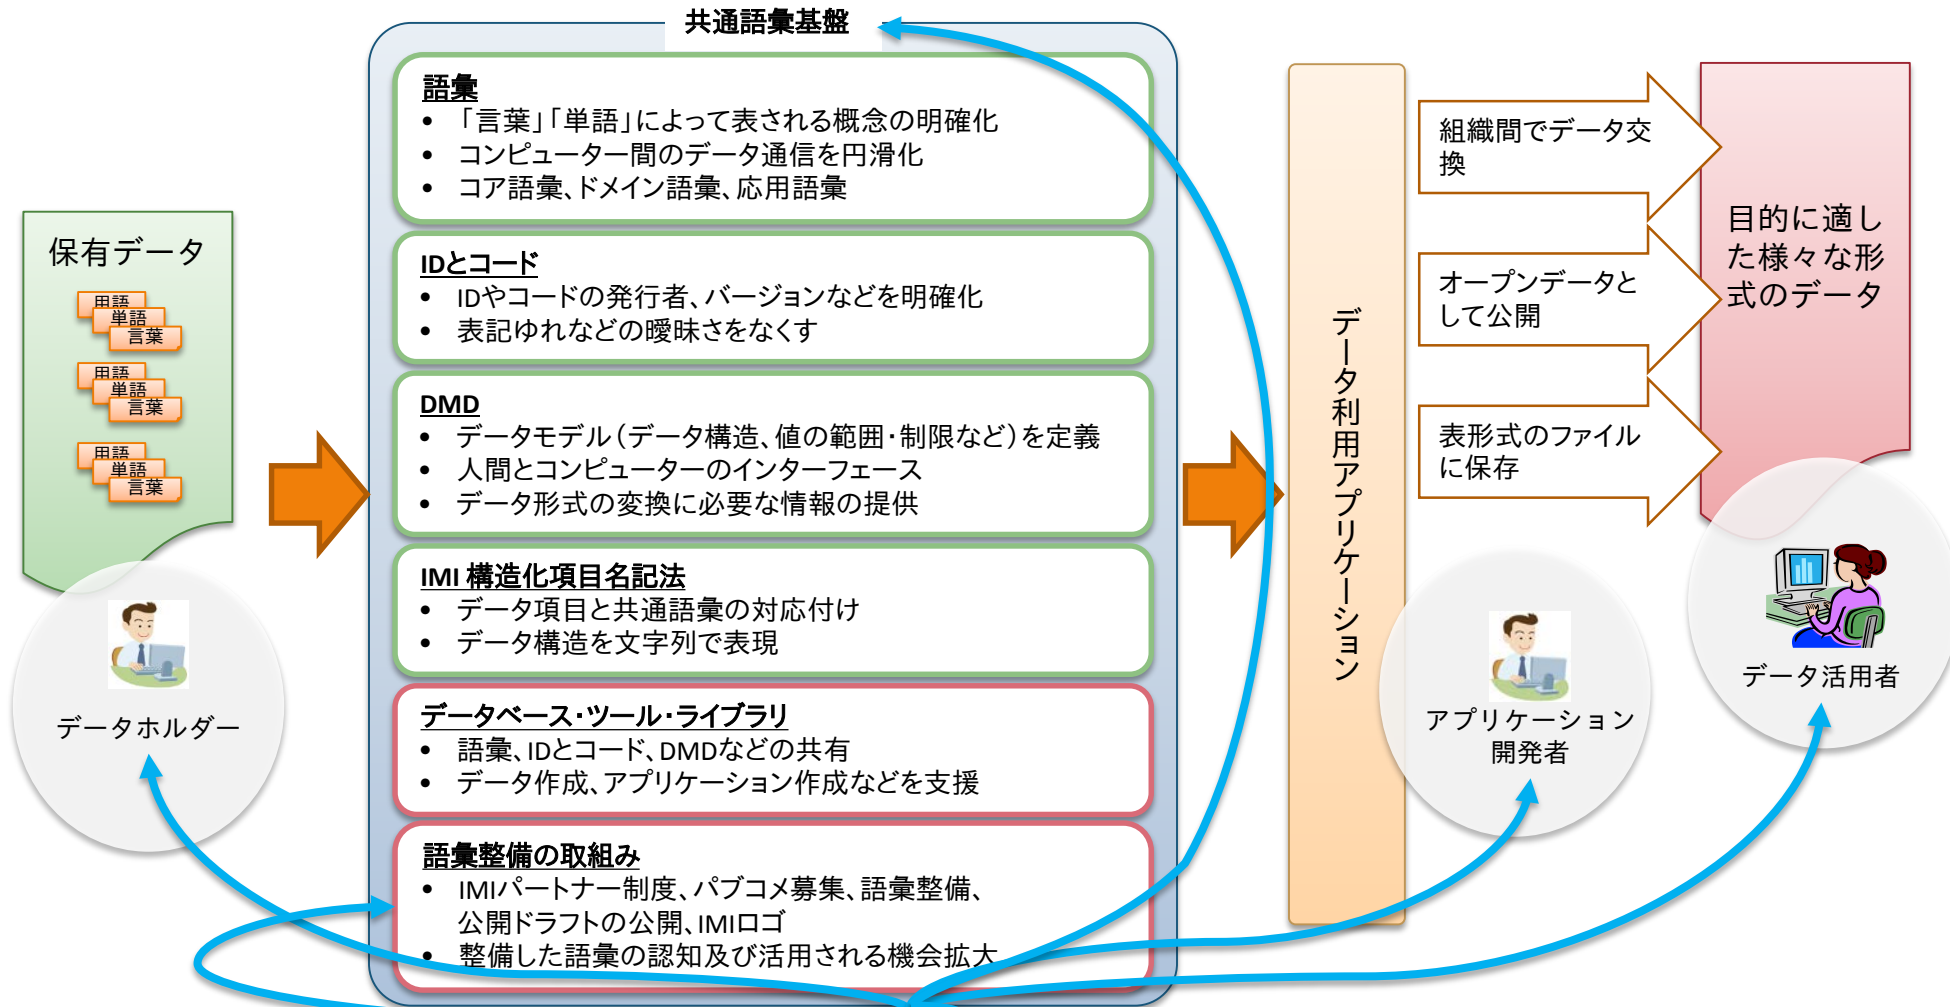 共通語彙基盤
語彙
• 「言葉」「単語」によって表される概念の明確化
• コンピューター間のデータ通信を円滑化
• コア語彙、ドメイン語彙、応用語彙
IDとコード
• IDやコードの発行者、バージョンなどを明確化
• 表記ゆれなどの曖昧さをなくす
DMD
• データモデル（データ構造、値の範囲・制限など）を定義
• 人間とコンピューターのインターフェース
• データ形式の変換に必要な情報の提供
IMI 構造化項目名記法
• データ項目と共通語彙の対応付け
• データ構造を文字列で表現
データベース・ツール・ライブラリ
• 語彙、IDとコード、DMDなどの共有
• データ作成、アプリケーション作成などを支援
語彙整備の取組み
• IMIパートナー制度、パブコメ募集、語彙整備、
公開ドラフトの公開、IMIロゴ
• 整備した語彙の認知及び活用される機会拡大
保有データ
用語
単語
言葉
用語
単語
言葉
用語
単語
言葉
データホルダー
データ利用アプリケーション
組織間でデータ交
換
オープンデータと
して公開
表形式のファイル
に保存
目的に適し
た様々な形
式のデータ
アプリケーション
開発者
データ活用者